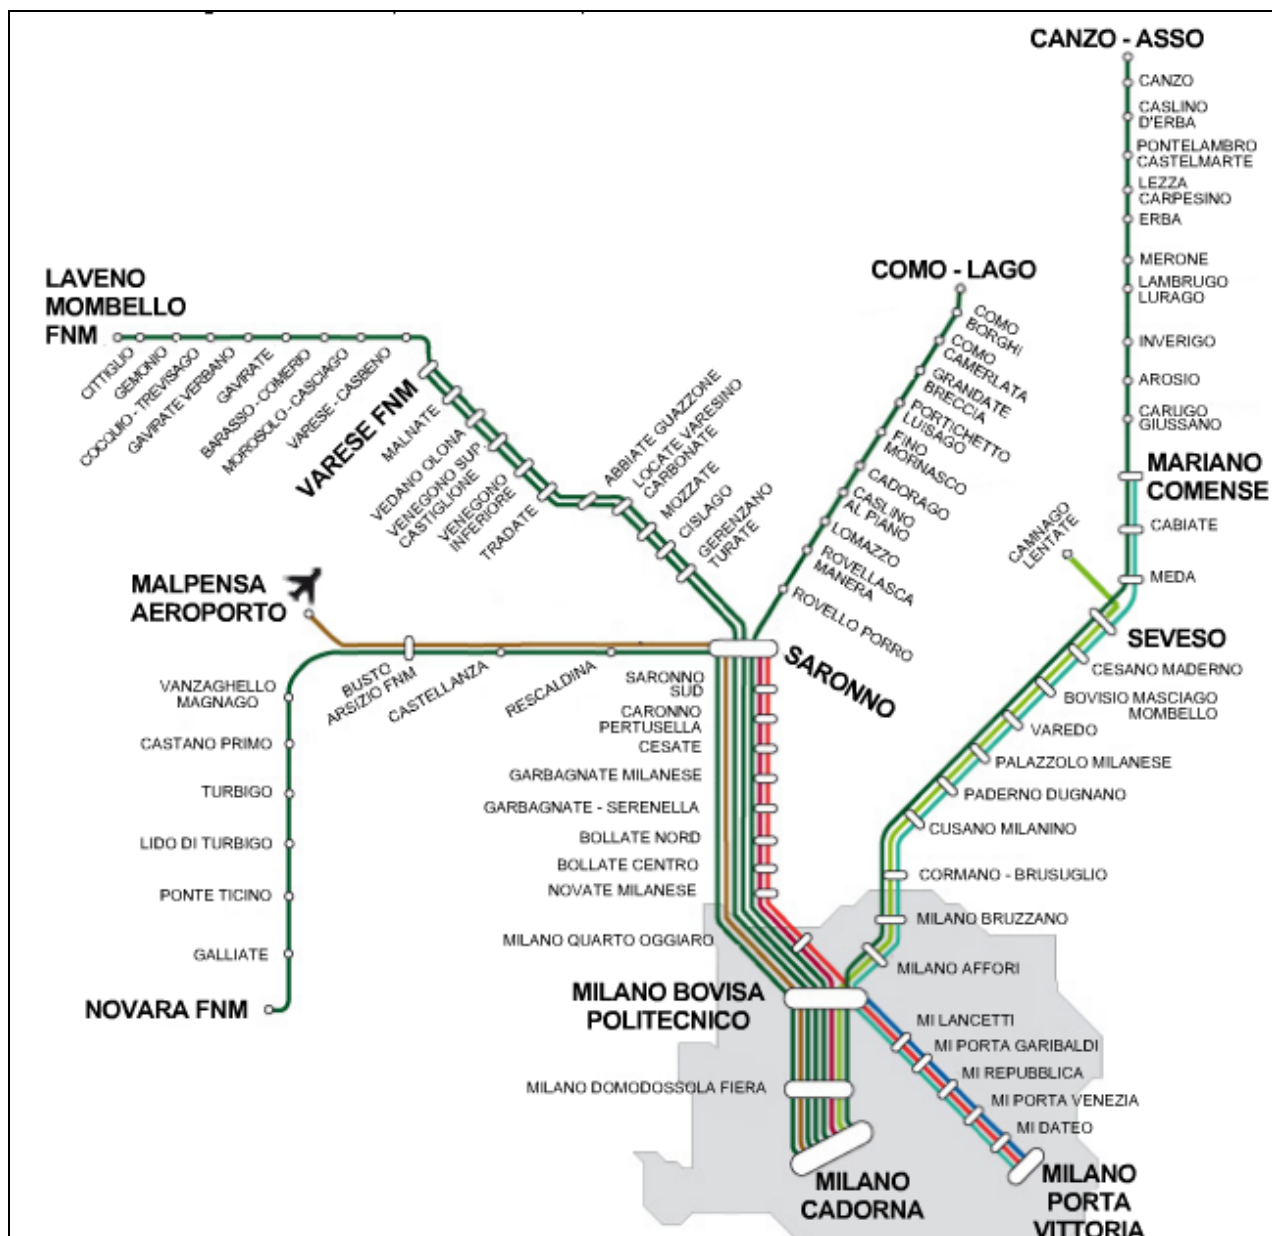 CANZO - ASSO
CANZO
CASLINO
D'ERBA
PONTELAMBRO
CASTELMARTE
LEZZA
CARPESINO
ERBA
MERONE
LAMBRUGO
LURAGO
INVERIGO
AROSIO
CARUGO
GIUSSANO
MARIANO
COMENSE
CABIATE
MEDA
CAMNAGO
LENTATE
SEVESO
CESANO MADERNO
BOVISIO MASCIAGO
MOMBELLO
VAREDO
PALAZZOLO MILANESE
PADERNO DUGNANO
CUSANO MILANINO
CORMANO - BRUSUGLIO
MILANO BRUZZANO
MILANO AFFORI
COMO - LAGO
COMO
BORGHI
COMO
CAMERLATA
GRANDATE
BRECCIA
PORTICHETTO
LUISAGO
FINO
MORNASCO
CADORAGO
CASLINO
AL PIANO
LOMAZZO
ROVELLASCA
MANERA
ROVELLO PORRO
LAVENO
MOMBELLO
FNM
CITTIGLIO
GEMONIO
COCQUIO - TREVISAGO
GAVIRATE VERBANO
GAVIRATE
BARASSO - COMERIO
MOROSOLO - CASCIAGO
VARESE - CASBENO
VARESE FNM
MALNATE
VEDANO OLONA
VENEGONO SUP.
CASTIGLIONE
VENEGONO
INFERIORE
TRADATE
ABBIATE GUAZZONE
LOCATE VARESINO
CARBONATE
MOZZATE
CISLAGO
GERENZANO
TURATE
MALPENSA
AEROPORTO
BUSTO
ARSIZIO FNM
CASTELLANZA
RESCALDINA
SARONNO
VANZAGHELLO
MAGNAGO
CASTANO PRIMO
TURBIGO
LIDO DI TURBIGO
PONTE TICINO
GALLIATE
NOVARA FNM
SARONNO
SUD
CARONNO
PERTUSELLA
CESATE
GARBAGNATE MILANESE
GARBAGNATE - SERENELLA
BOLLATE NORD
BOLLATE CENTRO
NOVATE MILANESE
MILANO QUARTO OGGIARO
MILANO BOVISA
POLITECNICO
MILANO DOMODOSSOLA FIERA
MILANO
CADORNA
MI LANCETTI
MI PORTA GARIBALDI
MI REPUBBLICA
MI PORTA VENEZIA
MI DATEO
MILANO
PORTA
VITTORIA